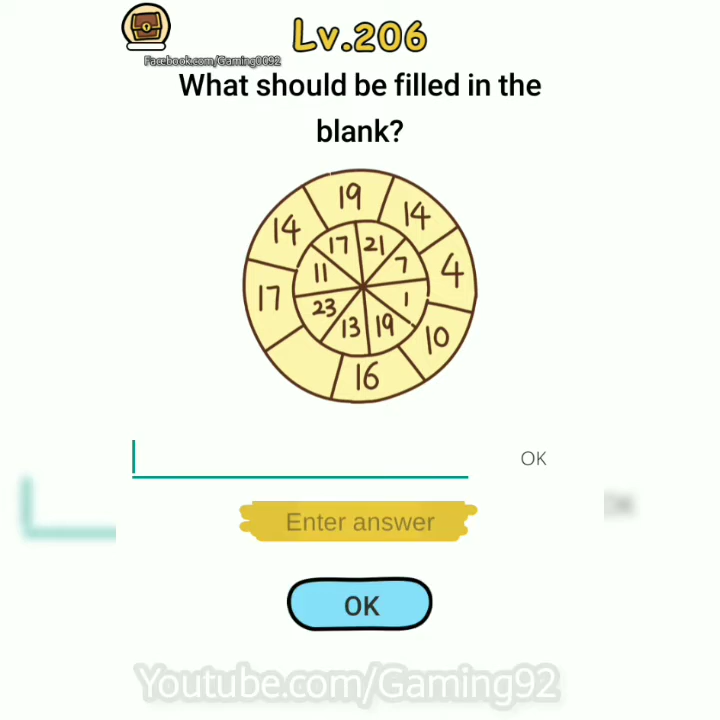 Lv.206
Facebook.com/Gaming0092
What should be filled in the
blank?
19
14 14
17 21
11 7
17 4
23 1
13 19
10
16
OK
Enter answer
OK
Youtube.com/Gaming92